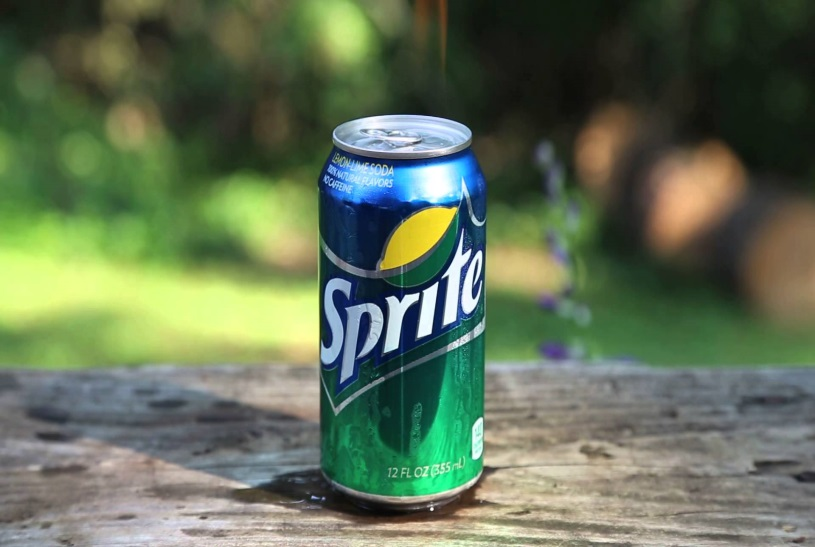 LEMON-LIME SODA
100% NATURAL FLAVORS
NO CAFFEINE
Sprite
12 FL OZ (355 mL)